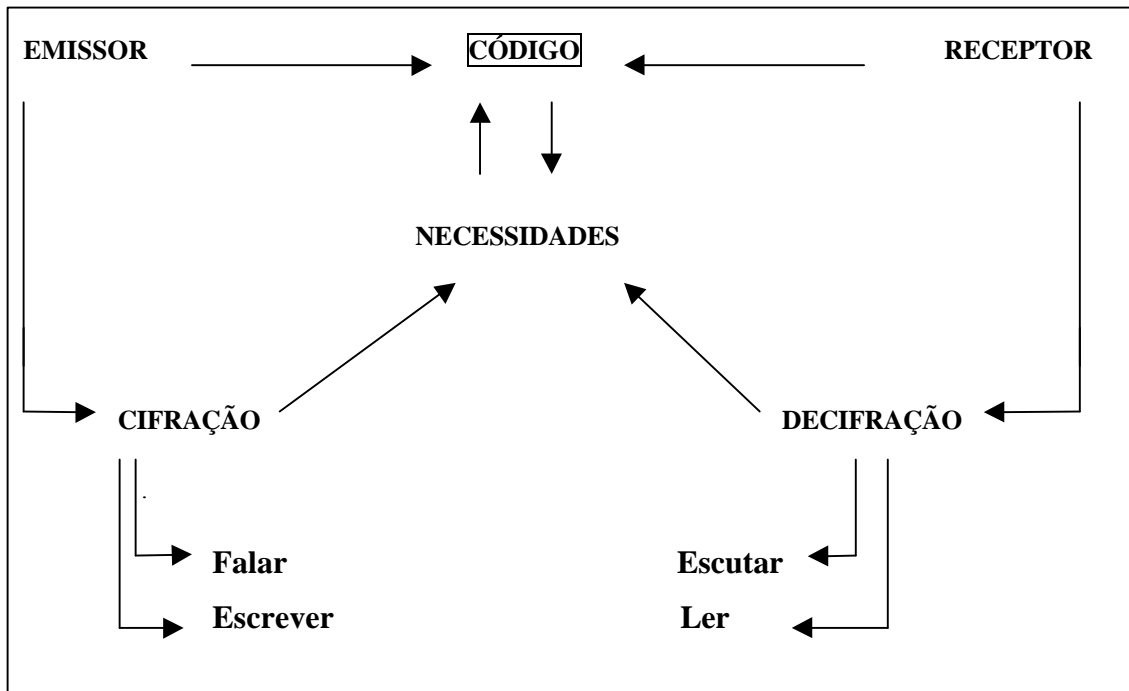 EMISSOR CÓDIGO RECEPTOR
NECESSIDADES
CIFRAÇÃO DECIFRAÇÃO
Falar Escutar
Escrever Ler